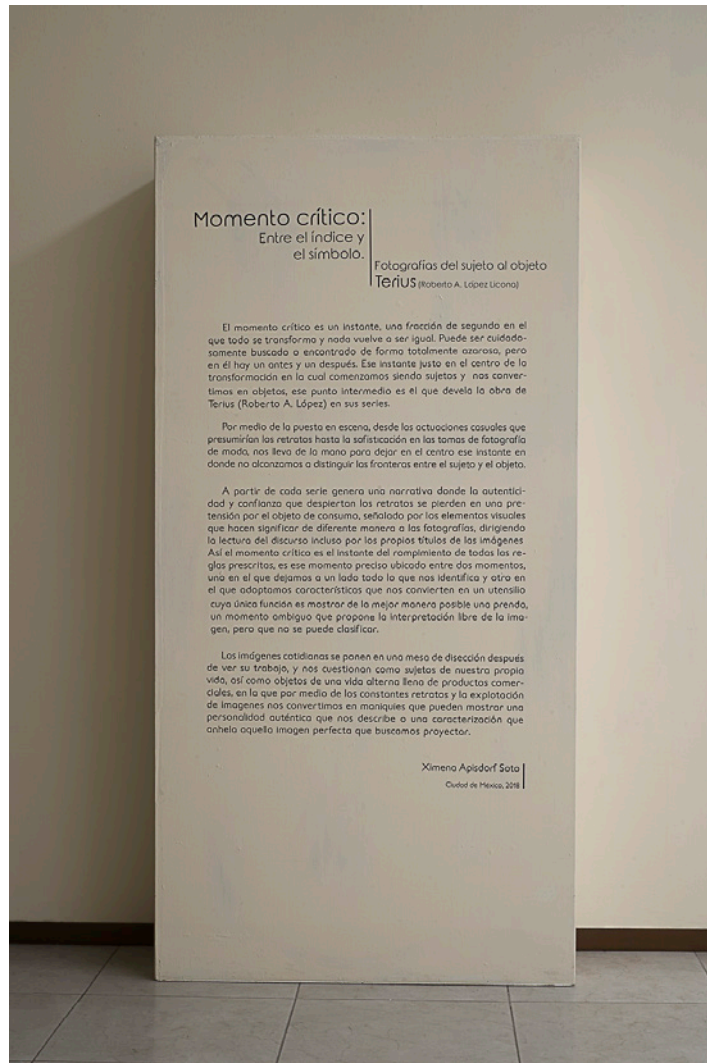 Momento crítico:
Entre el índice y
el símbolo.
Fotografías del sujeto al objeto
Terius (Roberto A. López Licona)
El momento crítico es un instante, una fracción de segundo en el
que todo se transforma y nada vuelve a ser igual. Puede ser cuidado-
samente buscado o encontrado de forma totalmente azarosa, pero
en él hay un antes y un después. Ese instante justo en el centro de la
transformación en la cual comenzamos siendo sujetos y nos conver-
timos en objetos, ese punto intermedio es el que devela la obra de
Terius (Roberto A. López) en sus series.
Por medio de la puesta en escena, desde las actuaciones casuales que
presumirían los retratos hasta la sofisticación en las tomas de fotografía
de moda, nos lleva de la mano para dejar en el centro ese instante en
donde no alcanzamos a distinguir las fronteras entre el sujeto y el objeto.
A partir de cada serie genera una narrativa donde la autentici-
dad y confianza que despiertan los retratos se pierden en una pre-
tensión por el objeto de consumo, señalado por los elementos visuales
que hacen significar de diferente manera a las fotografías, dirigiendo
la lectura del discurso incluso por los propios títulos de las imágenes
Así el momento crítico es el instante del rompimiento de todas las re-
glas prescritas, es ese momento preciso ubicado entre dos momentos,
uno en el que dejamos a un lado todo lo que nos identifica y otro en
el que adoptamos características que nos convierten en un utensilio
cuya única función es mostrar de la mejor manera posible una prenda,
un momento ambiguo que propone la interpretación libre de la ima-
gen, pero que no se puede clasificar.
Las imágenes cotidianas se ponen en una mesa de disección después
de ver su trabajo, y nos cuestionan como sujetos de nuestra propia
vida, así como objetos de una vida alterna llena de productos comer-
ciales, en la que por medio de los constantes retratos y la explotación
de imagenes nos convertimos en maniquíes que pueden mostrar una
personalidad auténtica que nos describe o una caracterización que
anhela aquella imagen perfecta que buscamos proyectar.
Ximena Apisdorf Soto
Ciudad de México, 2018